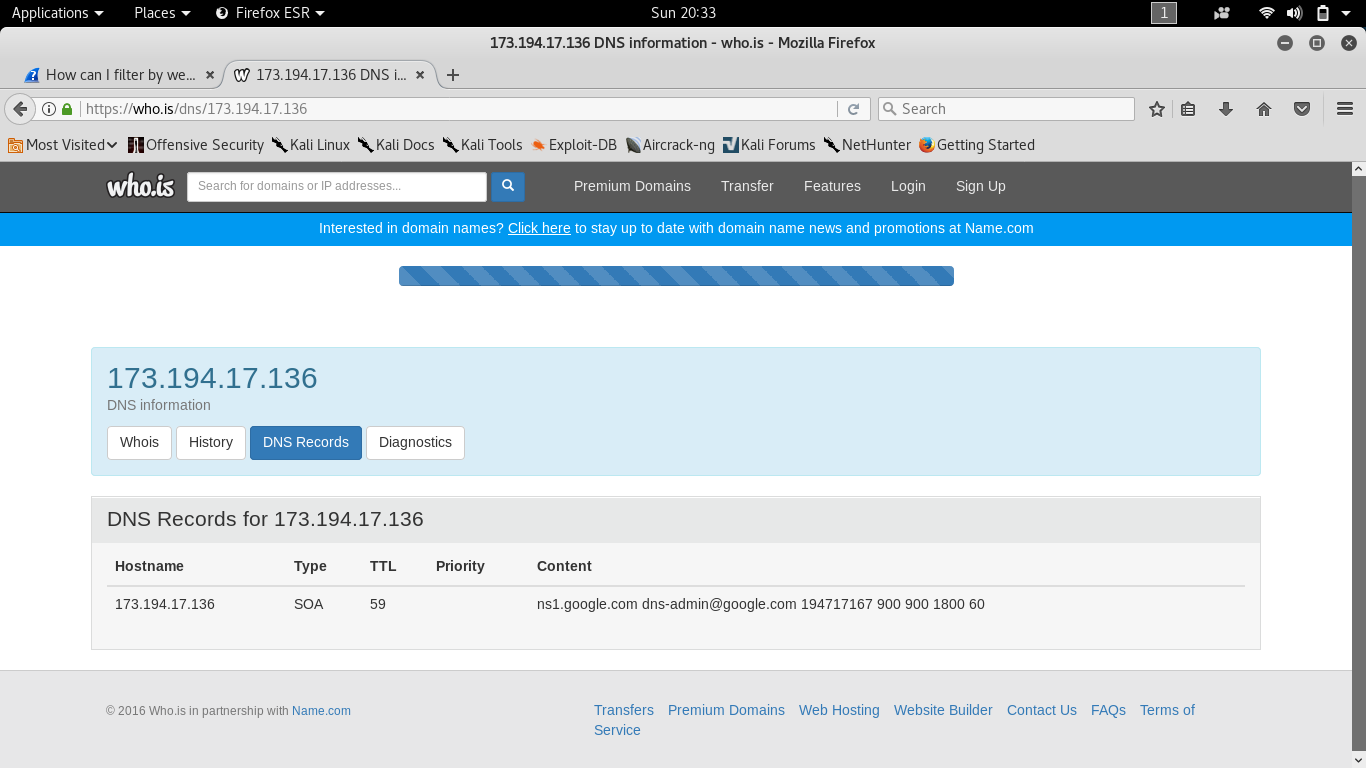 Applications Places Firefox ESR Sun 20:33 1
173.194.17.136 DNS information - who.is - Mozilla Firefox
How can I filter by we... 173.194.17.136 DNS i...
https://who.is/dns/173.194.17.136 Search
Most Visited Offensive Security Kali Linux Kali Docs Kali Tools Exploit-DB Aircrack-ng Kali Forums NetHunter Getting Started
who.is Search for domains or IP addresses... Premium Domains Transfer Features Login Sign Up
Interested in domain names? Click here to stay up to date with domain name news and promotions at Name.com
173.194.17.136
DNS information
Whois History DNS Records Diagnostics
DNS Records for 173.194.17.136
Hostname Type TTL Priority Content
173.194.17.136 SOA 59 ns1.google.com dns-admin@google.com 194717167 900 900 1800 60
© 2016 Who.is in partnership with Name.com Transfers Premium Domains Web Hosting Website Builder Contact Us FAQs Terms of
Service